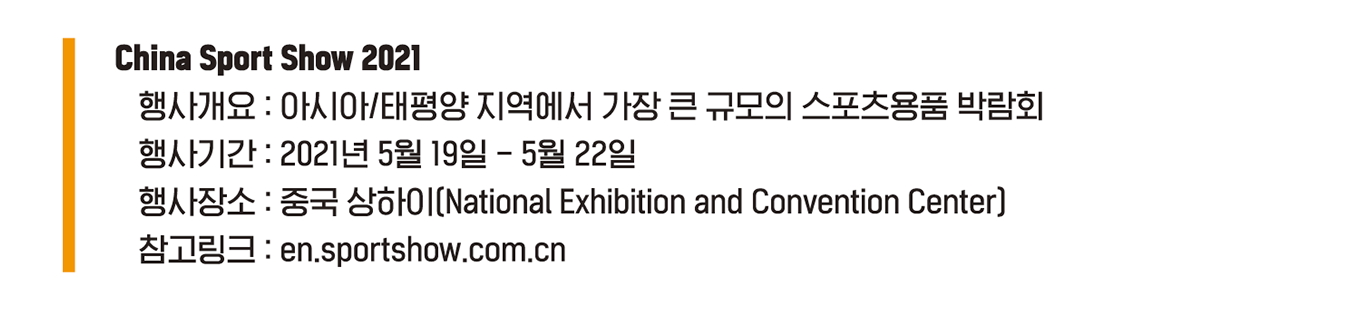 China Sport Show 2021
행사개요 : 아시아/태평양 지역에서 가장 큰 규모의 스포츠용품 박람회
행사기간 : 2021년 5월 19일 - 5월 22일
행사장소 : 중국 상하이(National Exhibition and Convention Center)
참고링크 : en.sportshow.com.cn